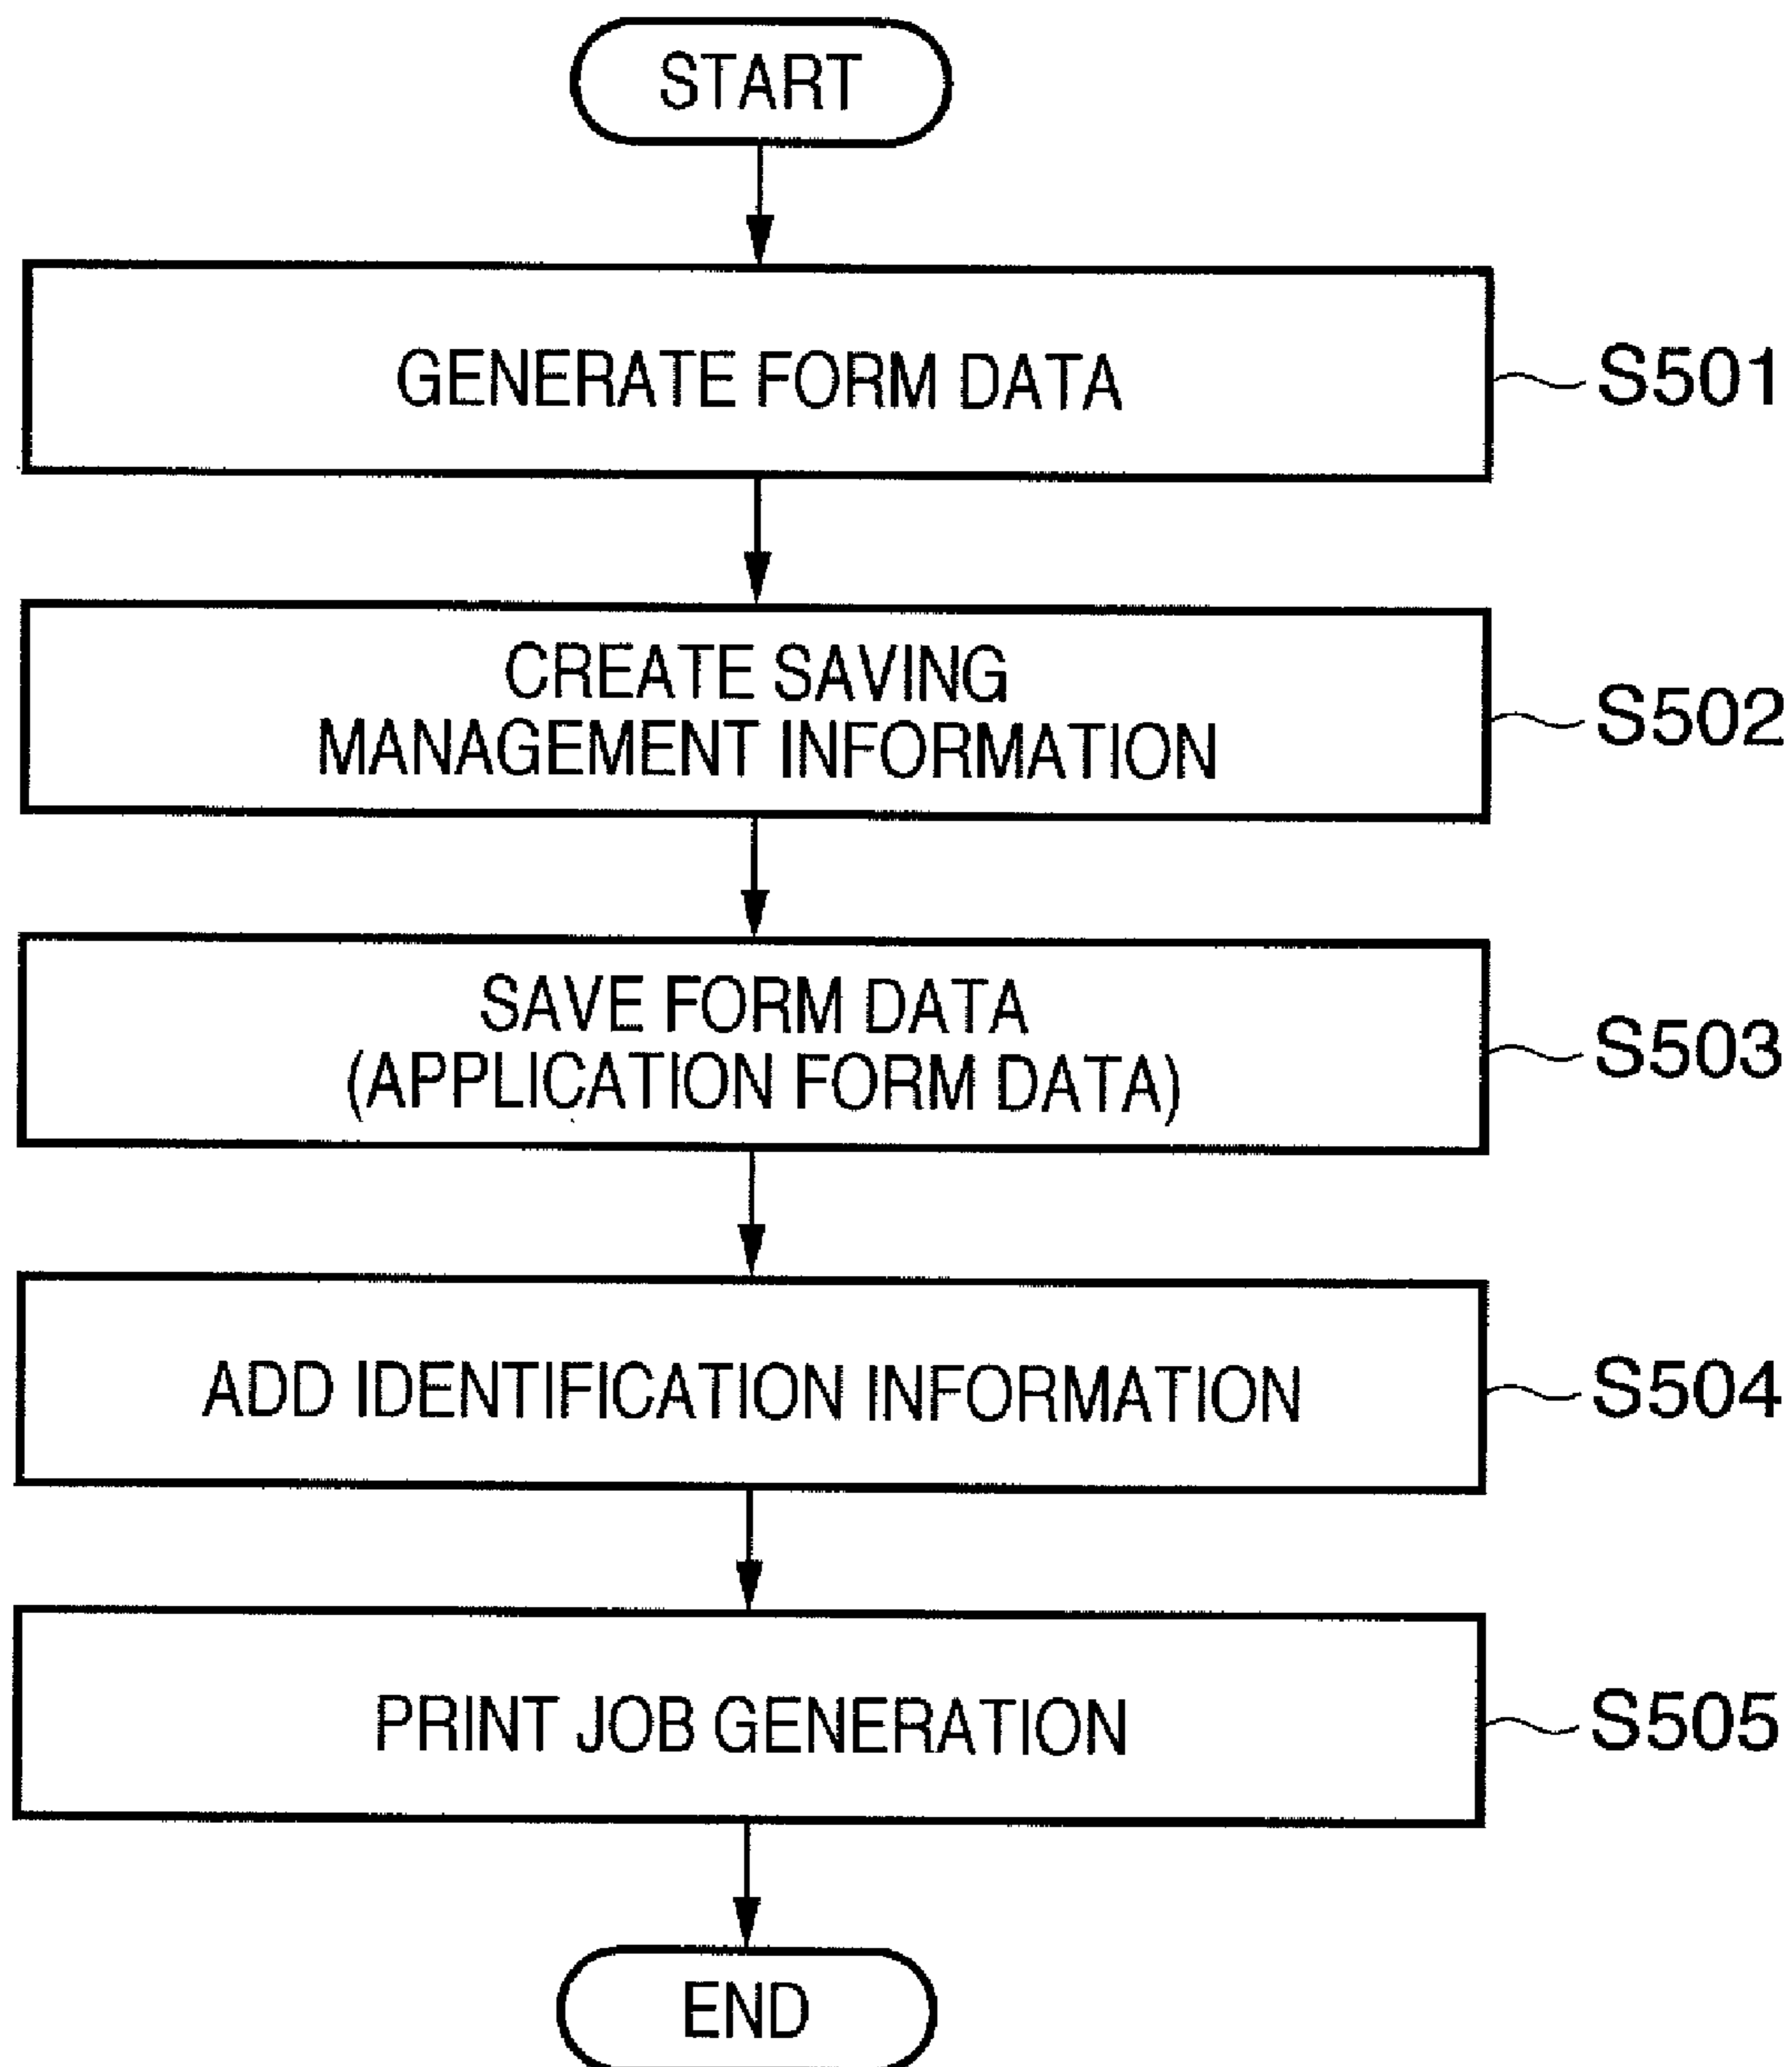 START
GENERATE FORM DATA
S501
CREATE SAVING
MANAGEMENT INFORMATION
S502
SAVE FORM DATA
(APPLICATION FORM DATA)
S503
ADD IDENTIFICATION INFORMATION
S504
PRINT JOB GENERATION
S505
END